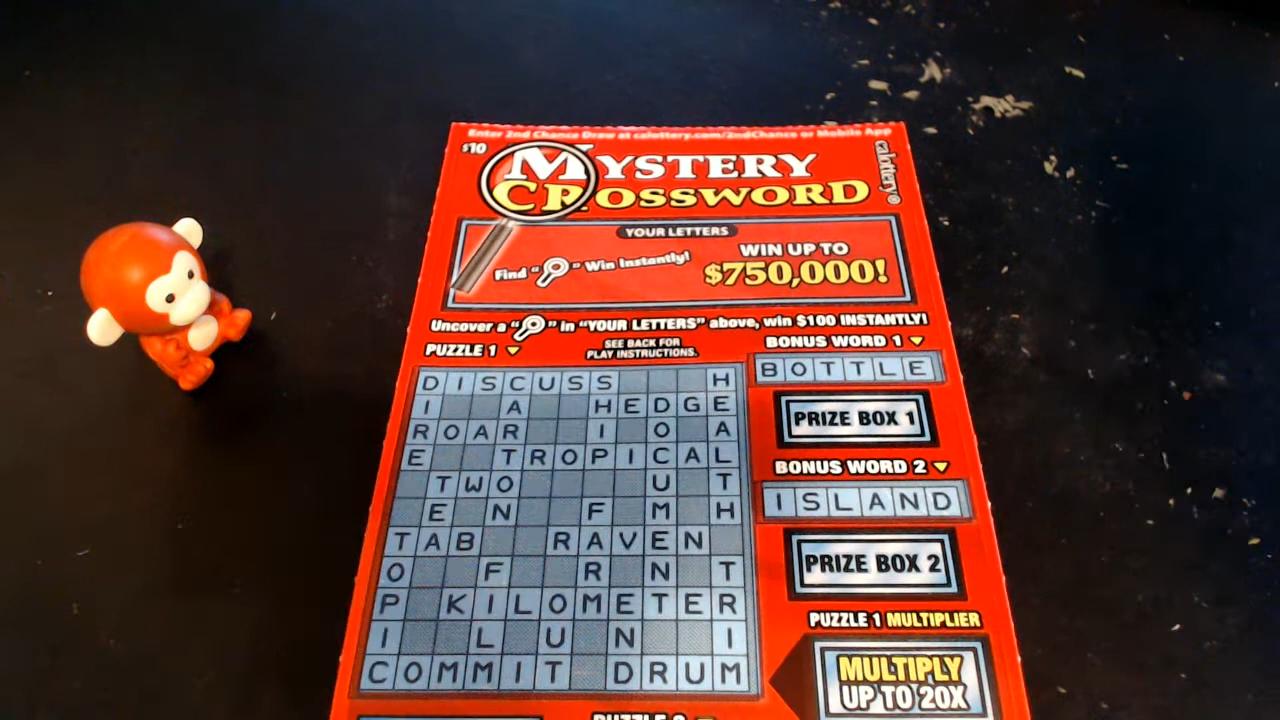 Enter 2nd Chance Draw at calottery.com/2ndChance or Mobile App
$10
calottery®
MYSTERY
CROSSWORD
YOUR LETTERS
Find "" Win Instantly!
WIN UP TO
$750,000!
Uncover a "" in "YOUR LETTERS" above, win $100 INSTANTLY!
PUZZLE 1
SEE BACK FOR
PLAY INSTRUCTIONS.
BONUS WORD 1
BOTTLE
PRIZE BOX 1
BONUS WORD 2
ISLAND
PRIZE BOX 2
PUZZLE 1 MULTIPLIER
MULTIPLY
UP TO 20X
DISCUSS H
I A HEDGE
ROAR I O A
E TROPICAL
TWO U T
E N F M H
TAB RAVEN
O F R N T
P KILOMETER
I L U N I
COMMIT DRUM